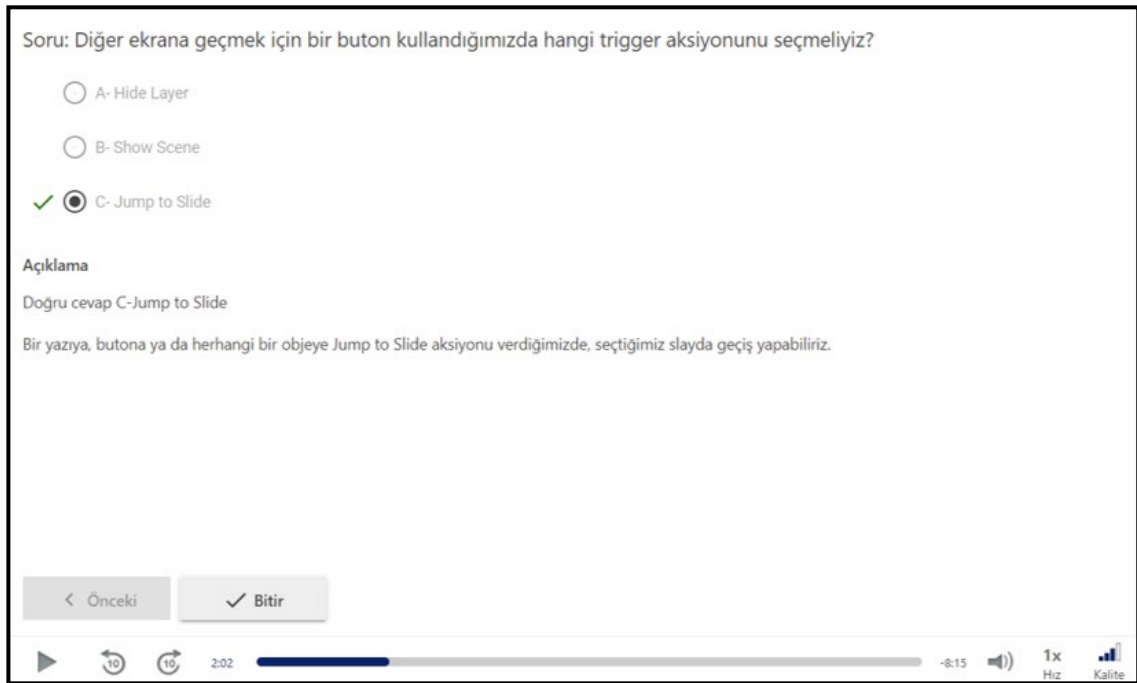 Soru: Diğer ekrana geçmek için bir buton kullandığımızda hangi trigger aksiyonunu seçmeliyiz?
A- Hide Layer
B- Show Scene
C- Jump to Slide
Açıklama
Doğru cevap C-Jump to Slide
Bir yazıya, butona ya da herhangi bir objeye Jump to Slide aksiyonu verdiğimizde, seçtiğimiz slayda geçiş yapabiliriz.
Önceki
Bitir
10
10
2:02
-8:15
1x
Hız
Kalite